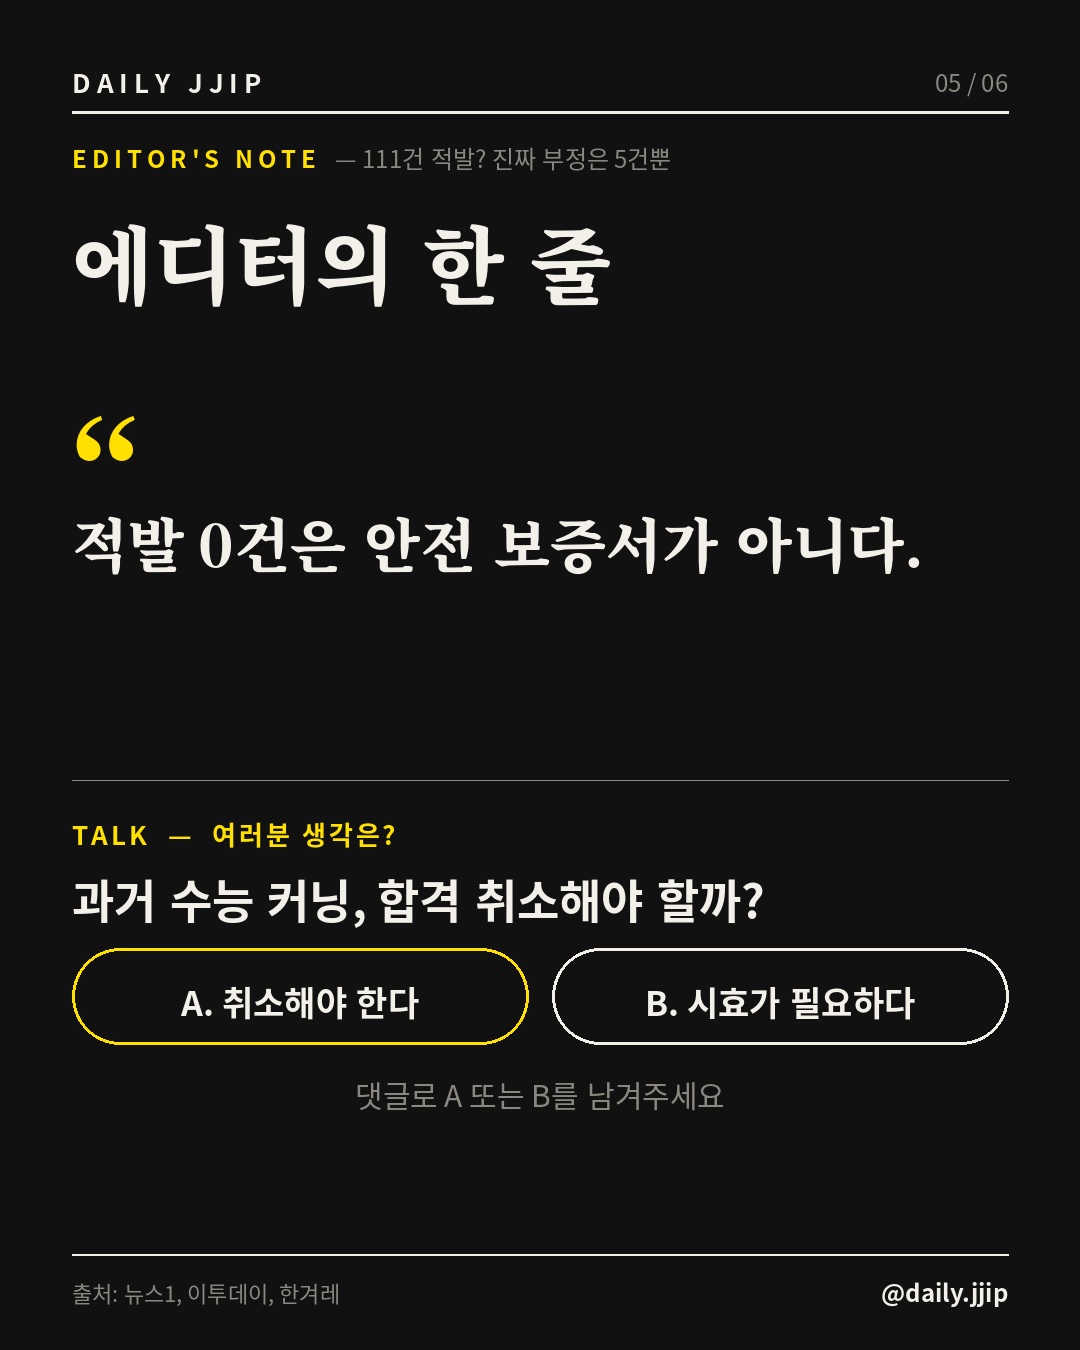 DAILY JJIP
05 / 06
EDITOR'S NOTE — 111건 적발? 진짜 부정은 5건뿐
에디터의 한 줄
“
적발 0건은 안전 보증서가 아니다.
TALK — 여러분 생각은?
과거 수능 커닝, 합격 취소해야 할까?
A. 취소해야 한다
B. 시효가 필요하다
댓글로 A 또는 B를 남겨주세요
출처: 뉴스1, 이투데이, 한겨레
@daily.jjip